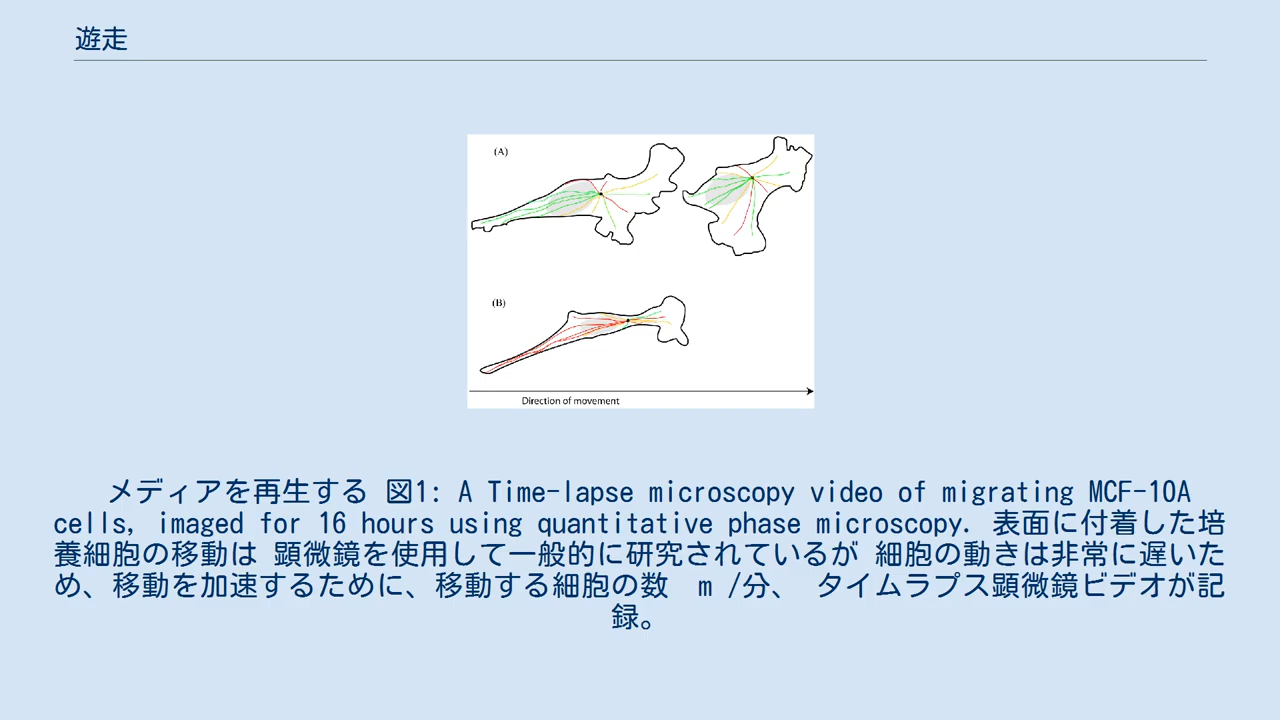 遊走
(A)
(B)
Direction of movement
メディアを再生する 図1: A Time-lapse microscopy video of migrating MCF-10A
cells, imaged for 16 hours using quantitative phase microscopy. 表面に付着した培
養細胞の移動は 顕微鏡を使用して一般的に研究されているが 細胞の動きは非常に遅いた
め、移動を加速するために、移動する細胞の数　m /分、 タイムラプス顕微鏡ビデオが記
録。